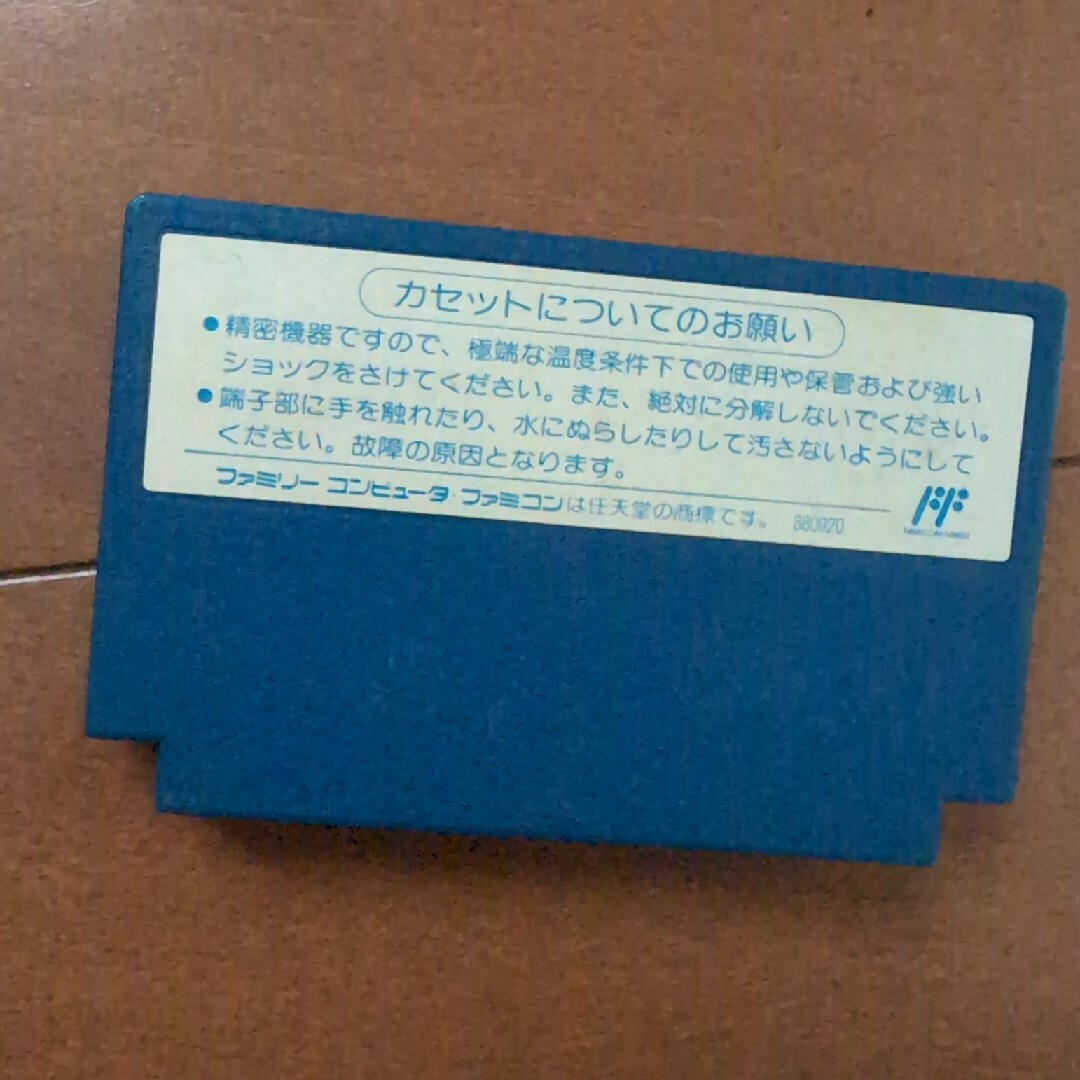 カセットについてのお願い
●精密機器ですので、極端な温度条件下での使用や保管および強い
ショックをさけてください。また、絶対に分解しないでください。
●端子部に手を触れたり、水にぬらしたりして汚さないようにして
ください。故障の原因となります。
ファミリー コンピュータ・ファミコンは任天堂の商標です。 880920
FF